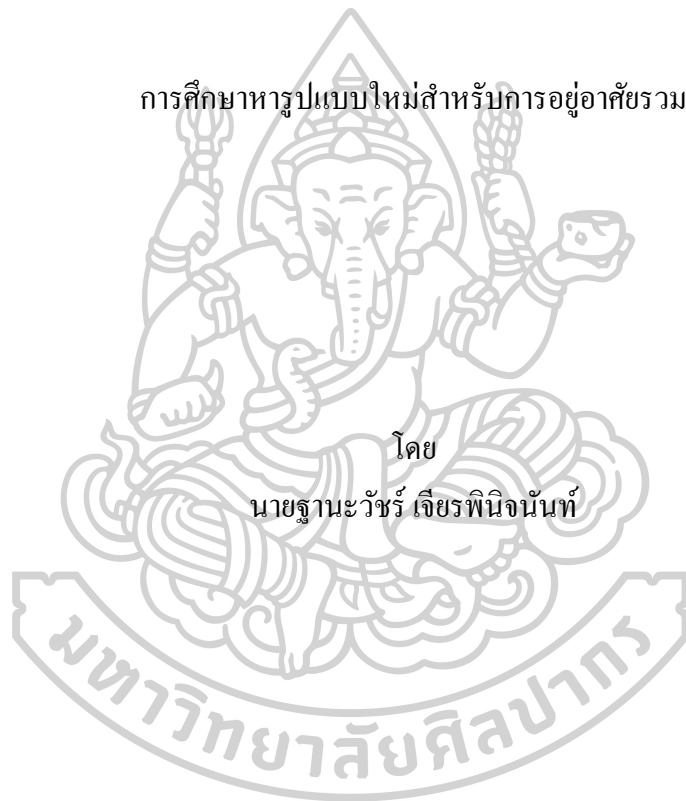 การศึกษาหารูปแบบใหม่สำหรับการอยู่อาศัยรวม
โดย
นายฐานะวัชร์ เจียรพินิจนันท์
มหาวิทยาลัยศิลปากร